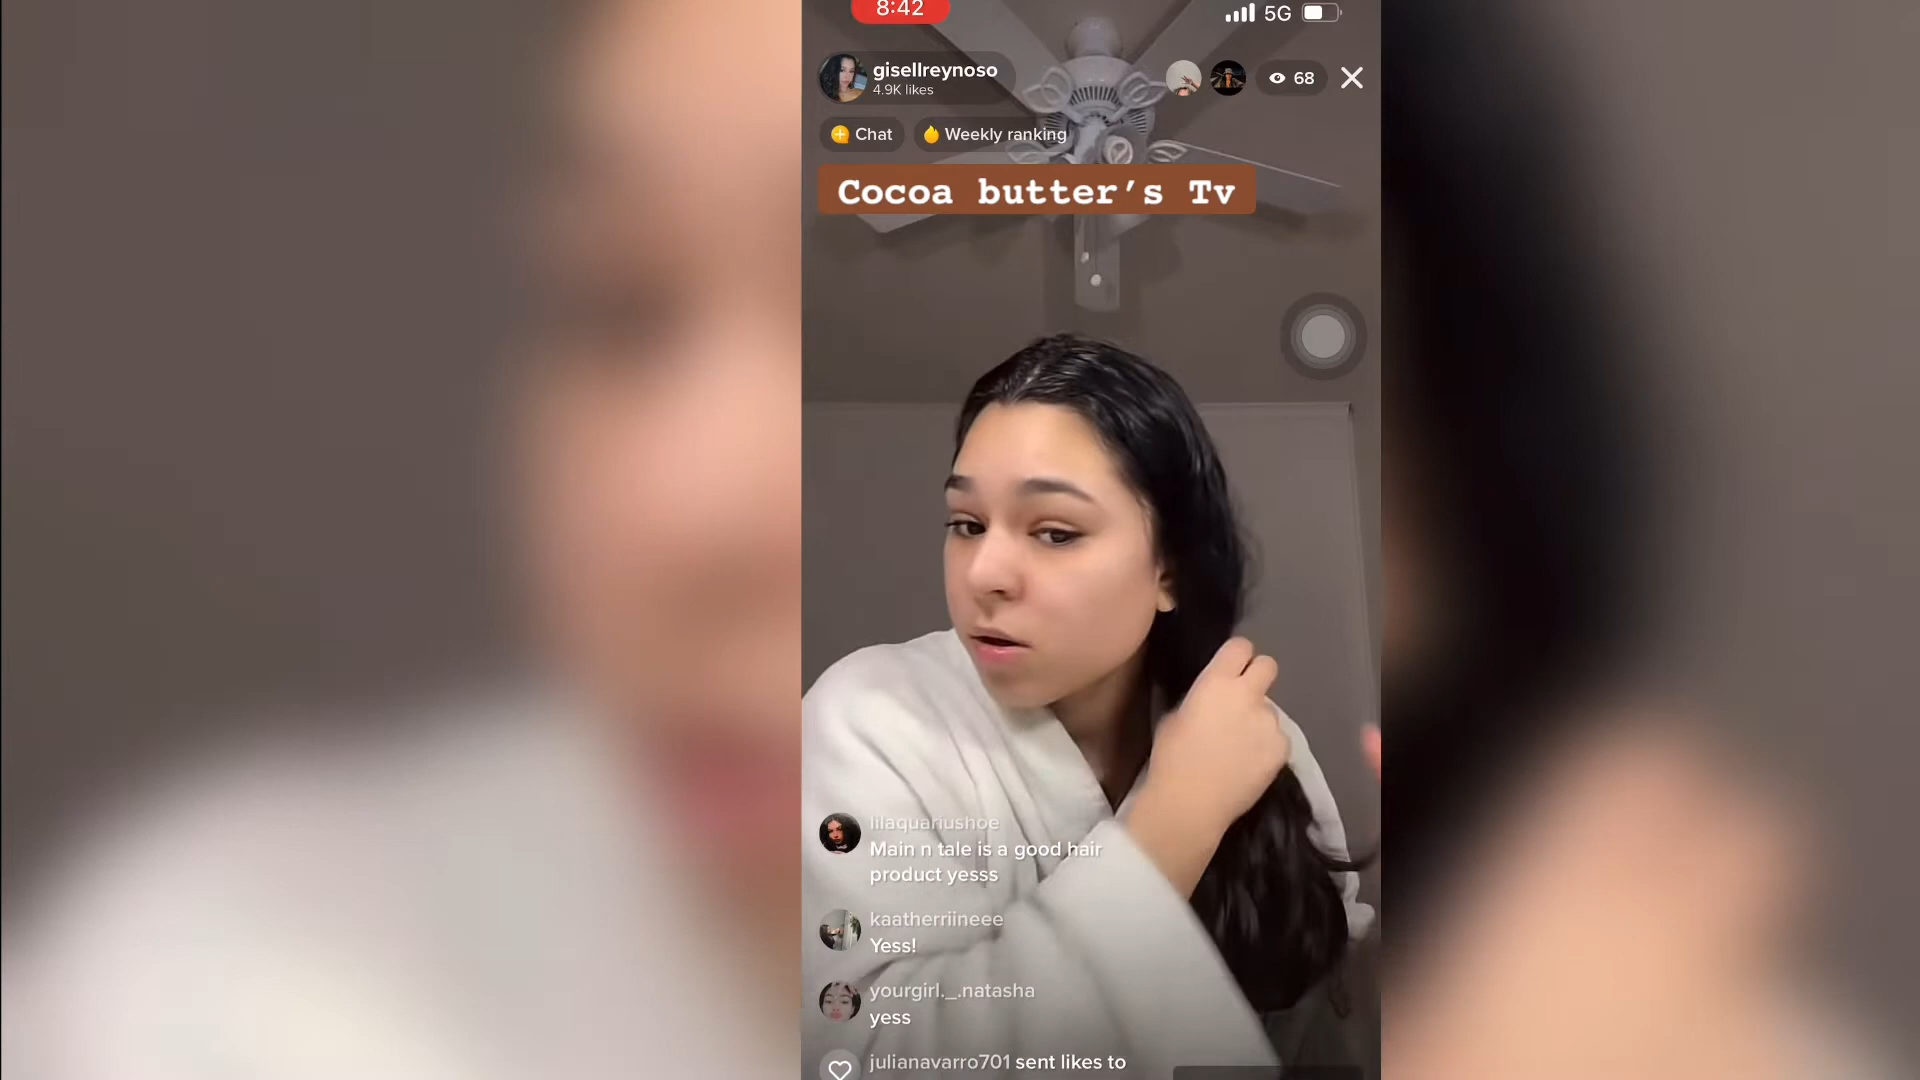 8:42
5G
gisellreynoso
4.9K likes
68
Chat
Weekly ranking
Cocoa butter’s Tv
lilaquariushoe
Main n tale is a good hair
product yesss
kaatherriineee
Yess!
yourgirl._.natasha
yess
julianavarro701 sent likes to